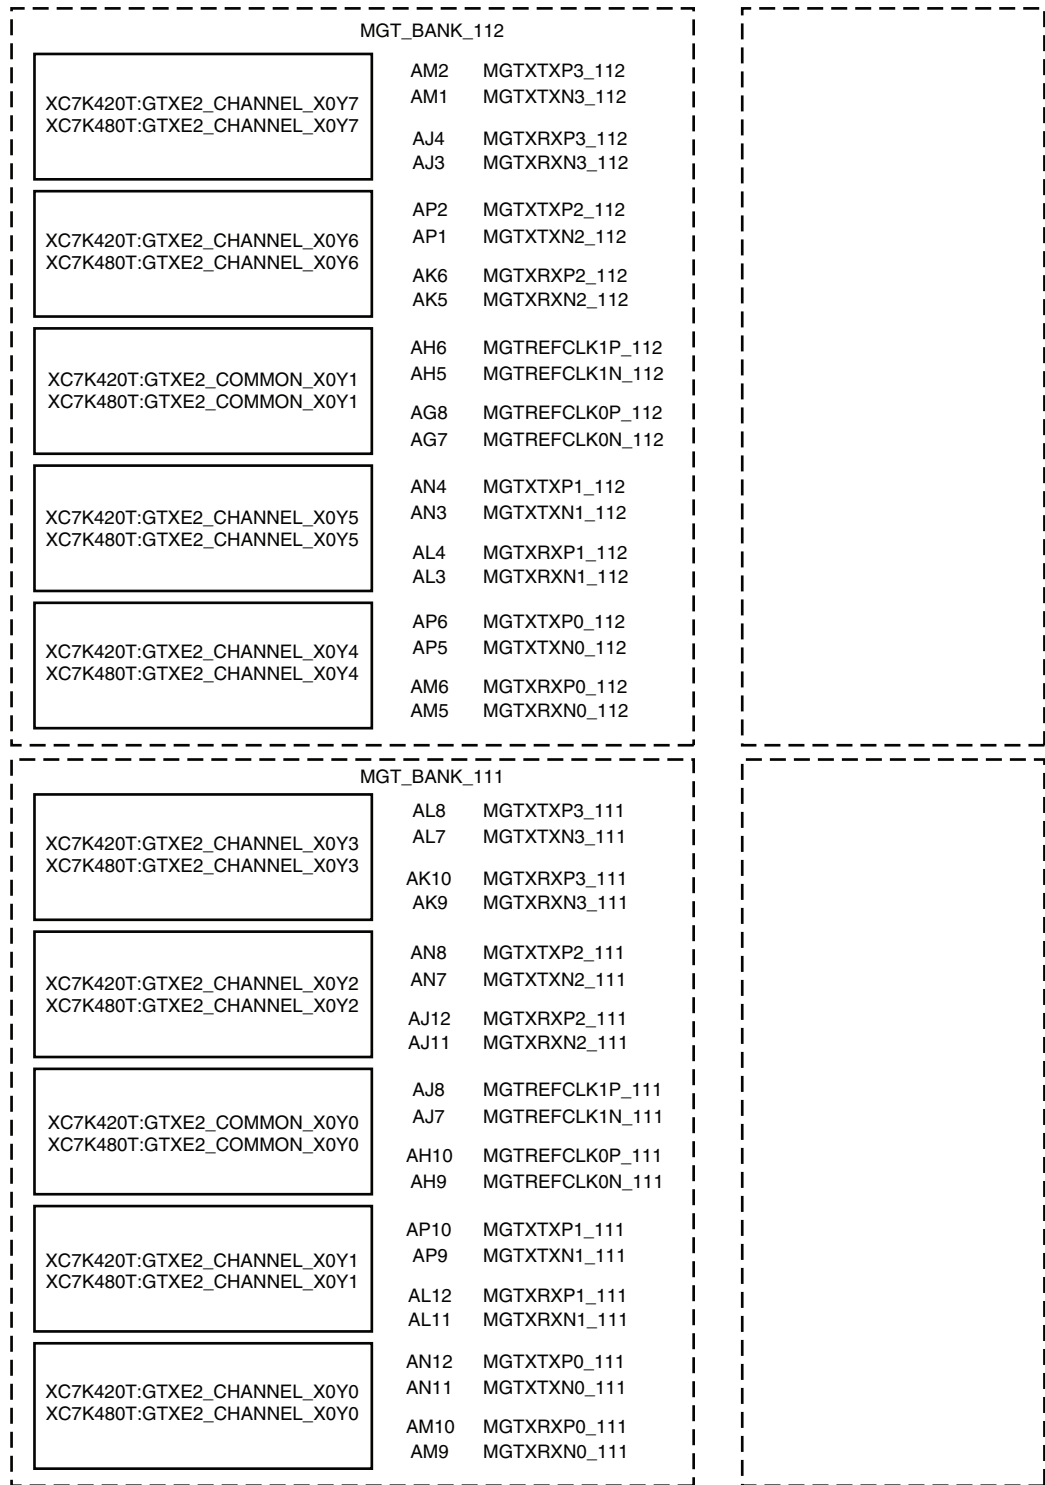 MGT_BANK_112
XC7K420T:GTXE2_CHANNEL_X0Y7
XC7K480T:GTXE2_CHANNEL_X0Y7
AM2 MGTXTXP3_112
AM1 MGTXTXN3_112
AJ4 MGTXRXP3_112
AJ3 MGTXRXN3_112
XC7K420T:GTXE2_CHANNEL_X0Y6
XC7K480T:GTXE2_CHANNEL_X0Y6
AP2 MGTXTXP2_112
AP1 MGTXTXN2_112
AK6 MGTXRXP2_112
AK5 MGTXRXN2_112
XC7K420T:GTXE2_COMMON_X0Y1
XC7K480T:GTXE2_COMMON_X0Y1
AH6 MGTREFCLK1P_112
AH5 MGTREFCLK1N_112
AG8 MGTREFCLK0P_112
AG7 MGTREFCLK0N_112
XC7K420T:GTXE2_CHANNEL_X0Y5
XC7K480T:GTXE2_CHANNEL_X0Y5
AN4 MGTXTXP1_112
AN3 MGTXTXN1_112
AL4 MGTXRXP1_112
AL3 MGTXRXN1_112
XC7K420T:GTXE2_CHANNEL_X0Y4
XC7K480T:GTXE2_CHANNEL_X0Y4
AP6 MGTXTXP0_112
AP5 MGTXTXN0_112
AM6 MGTXRXP0_112
AM5 MGTXRXN0_112
MGT_BANK_111
XC7K420T:GTXE2_CHANNEL_X0Y3
XC7K480T:GTXE2_CHANNEL_X0Y3
AL8 MGTXTXP3_111
AL7 MGTXTXN3_111
AK10 MGTXRXP3_111
AK9 MGTXRXN3_111
XC7K420T:GTXE2_CHANNEL_X0Y2
XC7K480T:GTXE2_CHANNEL_X0Y2
AN8 MGTXTXP2_111
AN7 MGTXTXN2_111
AJ12 MGTXRXP2_111
AJ11 MGTXRXN2_111
XC7K420T:GTXE2_COMMON_X0Y0
XC7K480T:GTXE2_COMMON_X0Y0
AJ8 MGTREFCLK1P_111
AJ7 MGTREFCLK1N_111
AH10 MGTREFCLK0P_111
AH9 MGTREFCLK0N_111
XC7K420T:GTXE2_CHANNEL_X0Y1
XC7K480T:GTXE2_CHANNEL_X0Y1
AP10 MGTXTXP1_111
AP9 MGTXTXN1_111
AL12 MGTXRXP1_111
AL11 MGTXRXN1_111
XC7K420T:GTXE2_CHANNEL_X0Y0
XC7K480T:GTXE2_CHANNEL_X0Y0
AN12 MGTXTXP0_111
AN11 MGTXTXN0_111
AM10 MGTXRXP0_111
AM9 MGTXRXN0_111